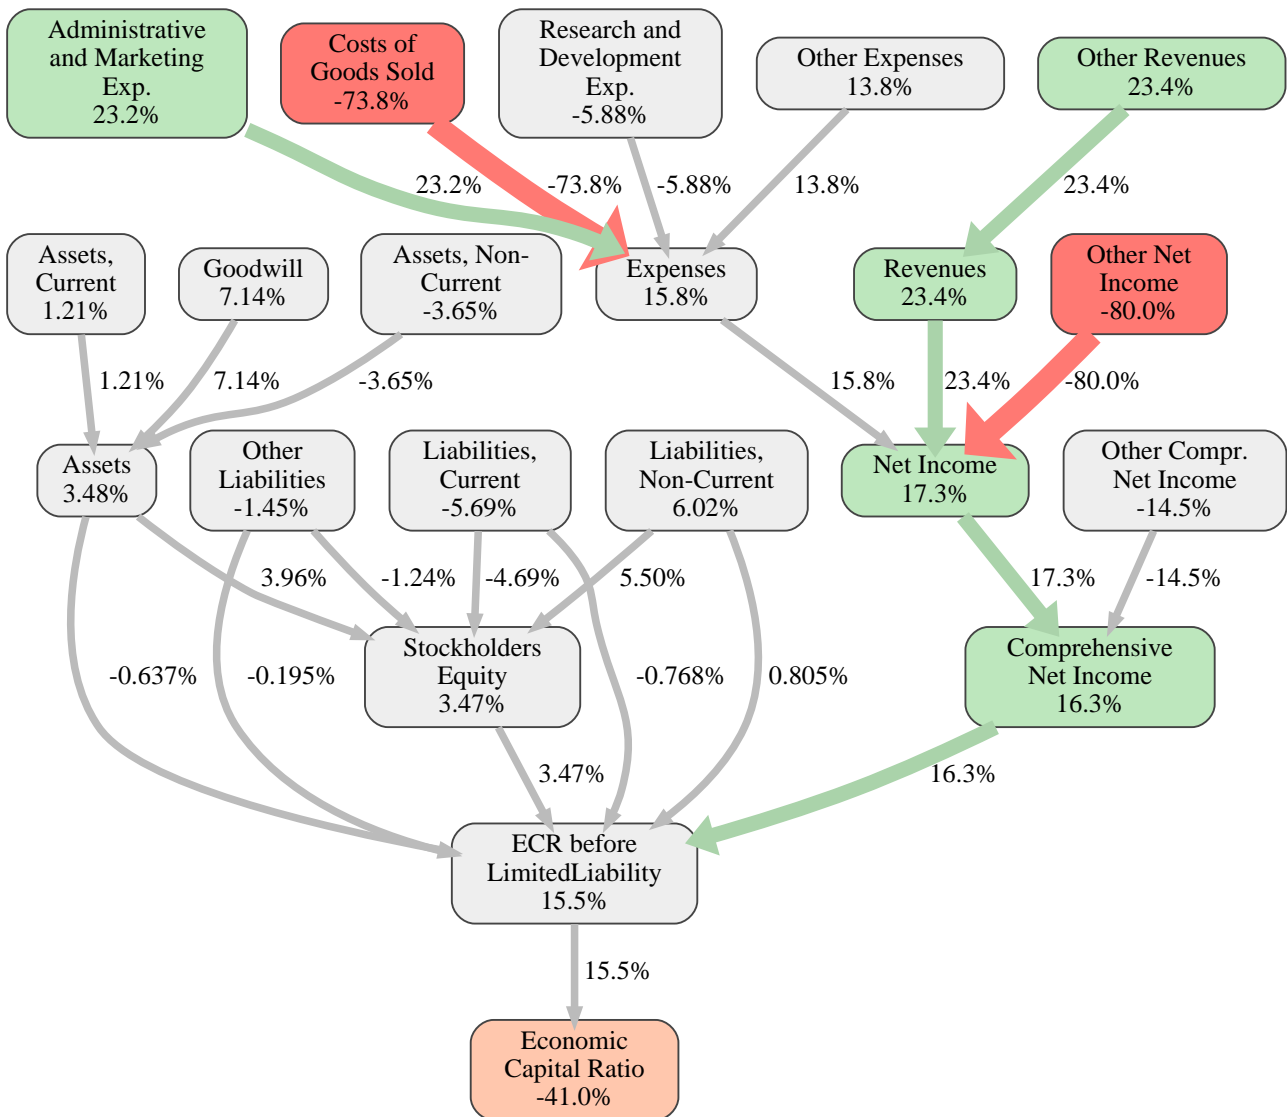 Administrative
and Marketing
Exp.
23.2%
Costs of
Goods Sold
-73.8%
Research and
Development
Exp.
-5.88%
Other Expenses
13.8%
Other Revenues
23.4%
23.2%
-73.8%
-5.88%
13.8%
23.4%
Assets,
Current
1.21%
Goodwill
7.14%
Assets, Non-
Current
-3.65%
Expenses
15.8%
Revenues
23.4%
Other Net
Income
-80.0%
1.21%
7.14%
-3.65%
15.8%
23.4%
-80.0%
Assets
3.48%
Other
Liabilities
-1.45%
Liabilities,
Current
-5.69%
Liabilities,
Non-Current
6.02%
Net Income
17.3%
Other Compr.
Net Income
-14.5%
3.96%
-1.24%
-4.69%
5.50%
17.3%
-14.5%
-0.637%
-0.195%
Stockholders
Equity
3.47%
-0.768%
0.805%
Comprehensive
Net Income
16.3%
3.47%
16.3%
ECR before
LimitedLiability
15.5%
15.5%
Economic
Capital Ratio
-41.0%